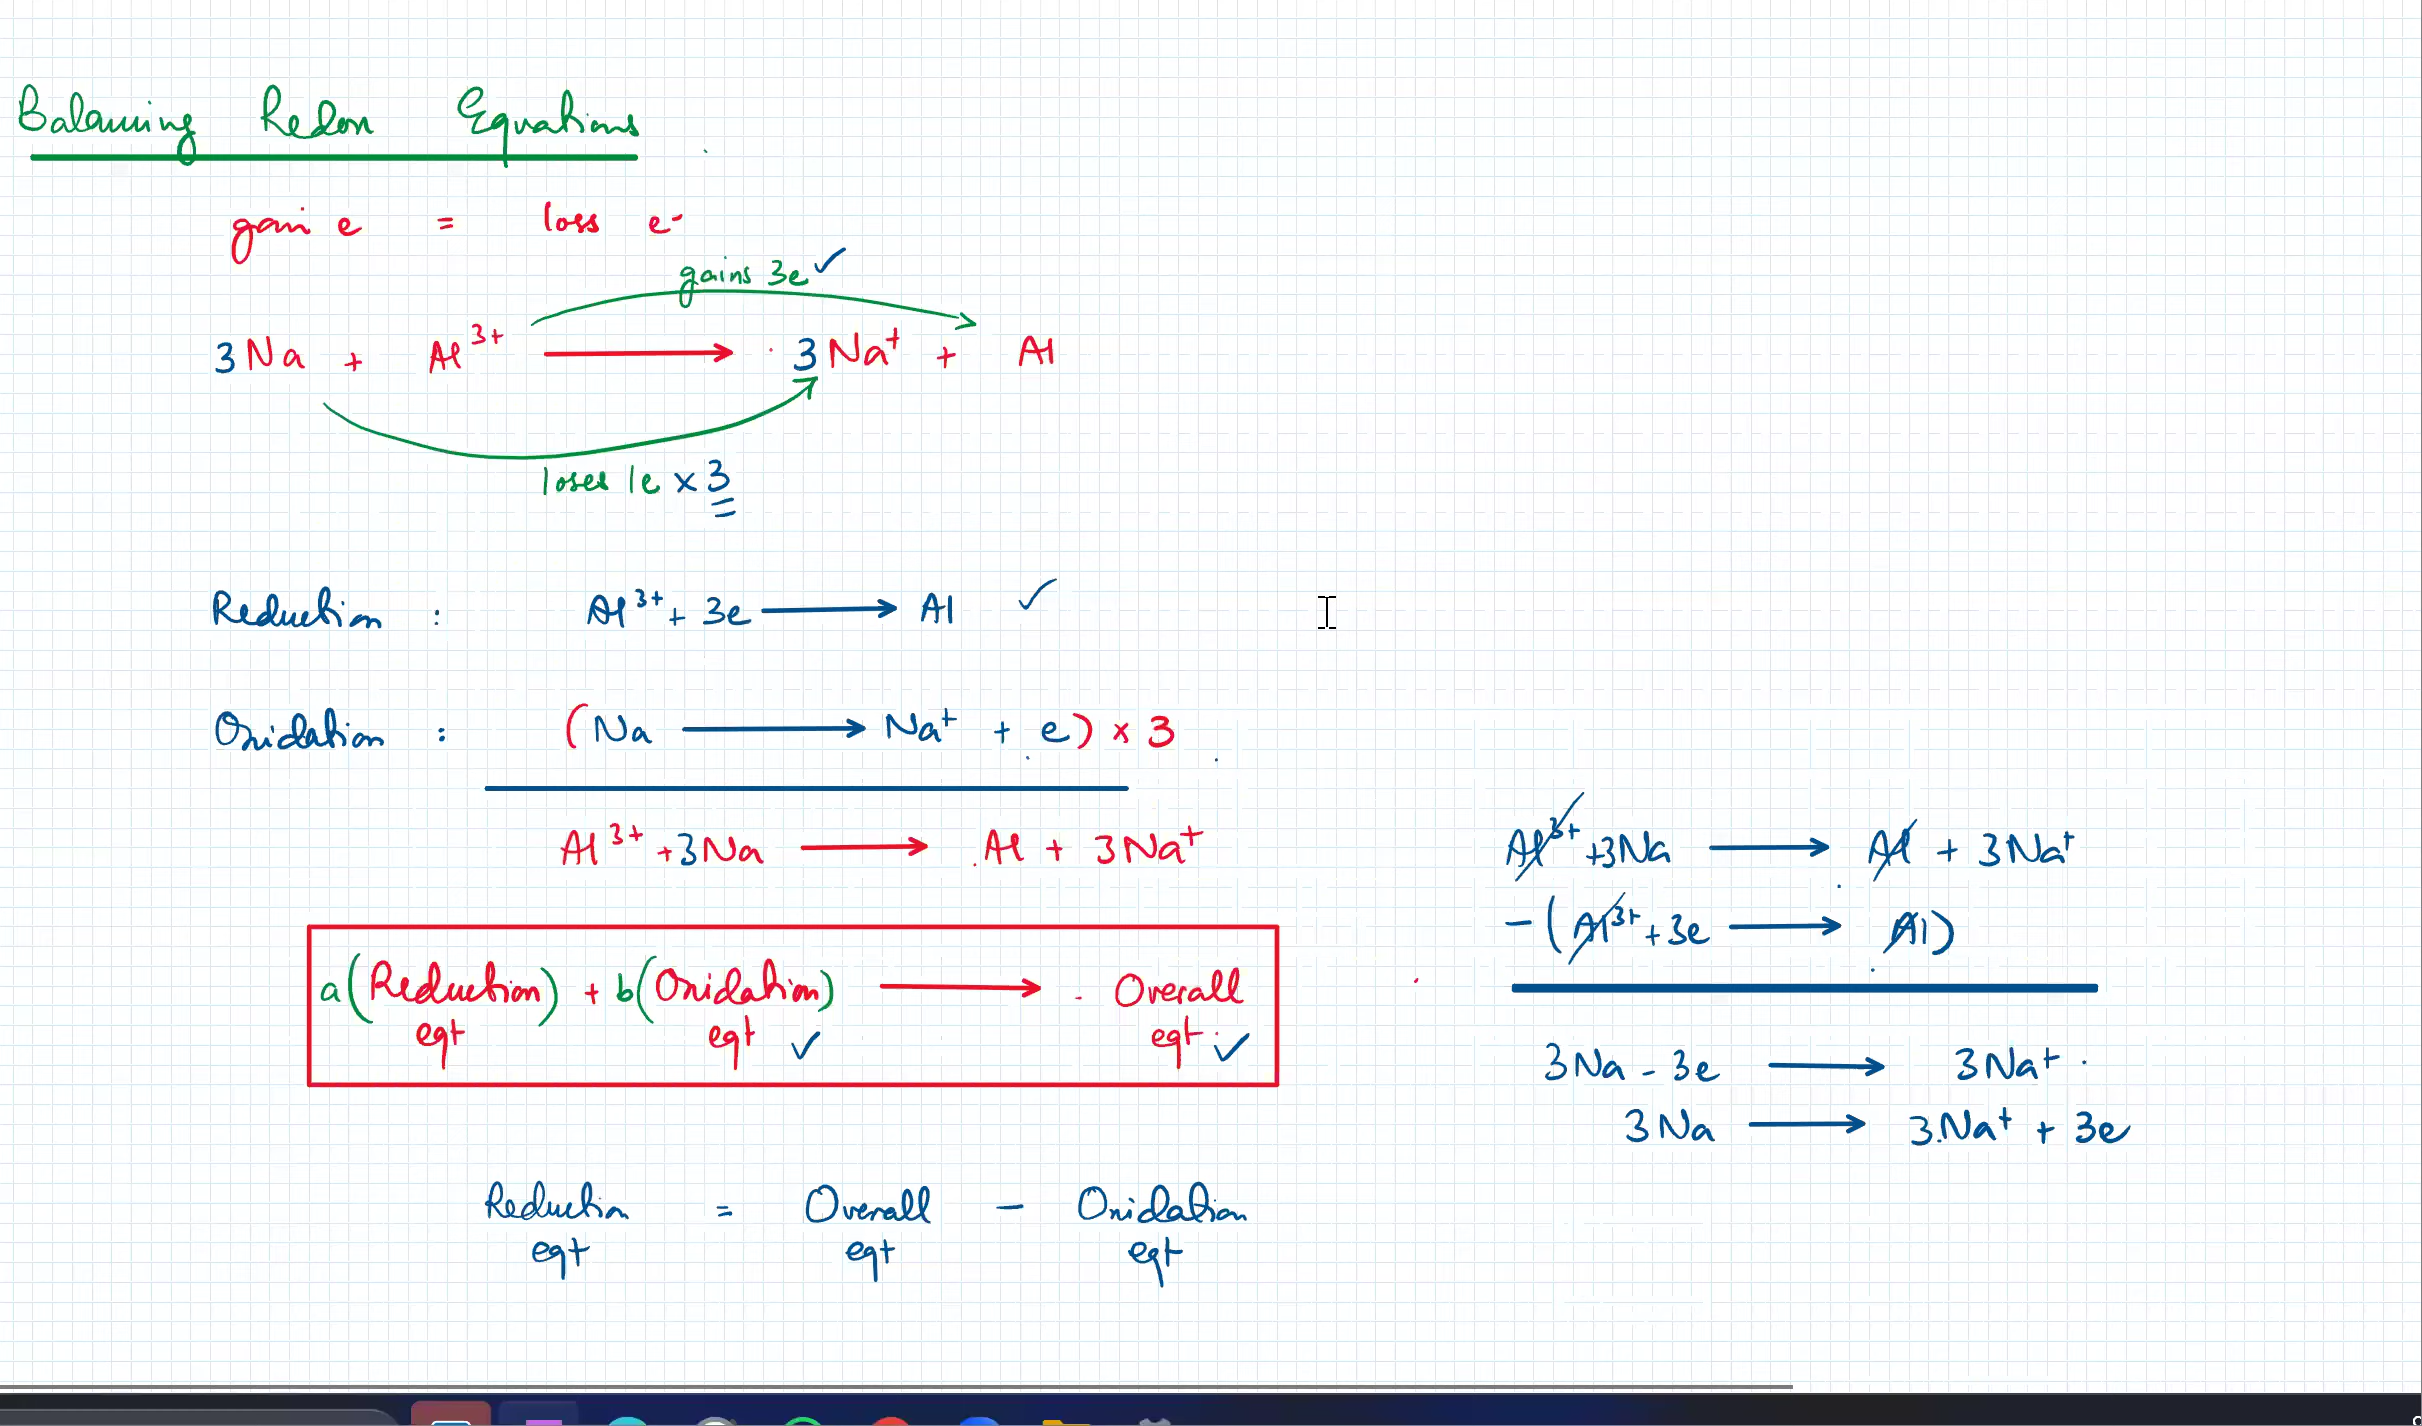 Balancing Redox Equations
gain e = loss e⁻
gains 3e ✓
3Na + Al³⁺ ⟶ 3Na⁺ + Al
loses 1e × 3
Reduction : Al³⁺ + 3e ⟶ Al ✓
Oxidation : (Na ⟶ Na⁺ + e) × 3
Al³⁺ + 3Na ⟶ Al + 3Na⁺
a(Reduction) + b(Oxidation) ⟶ Overall
eqt eqt ✓ eqt ✓
Reduction = Overall - Oxidation
eqt eqt eqt
Al³⁺ + 3Na ⟶ Al + 3Na⁺
- (Al³⁺ + 3e ⟶ Al)
3Na - 3e ⟶ 3Na⁺
3Na ⟶ 3Na⁺ + 3e